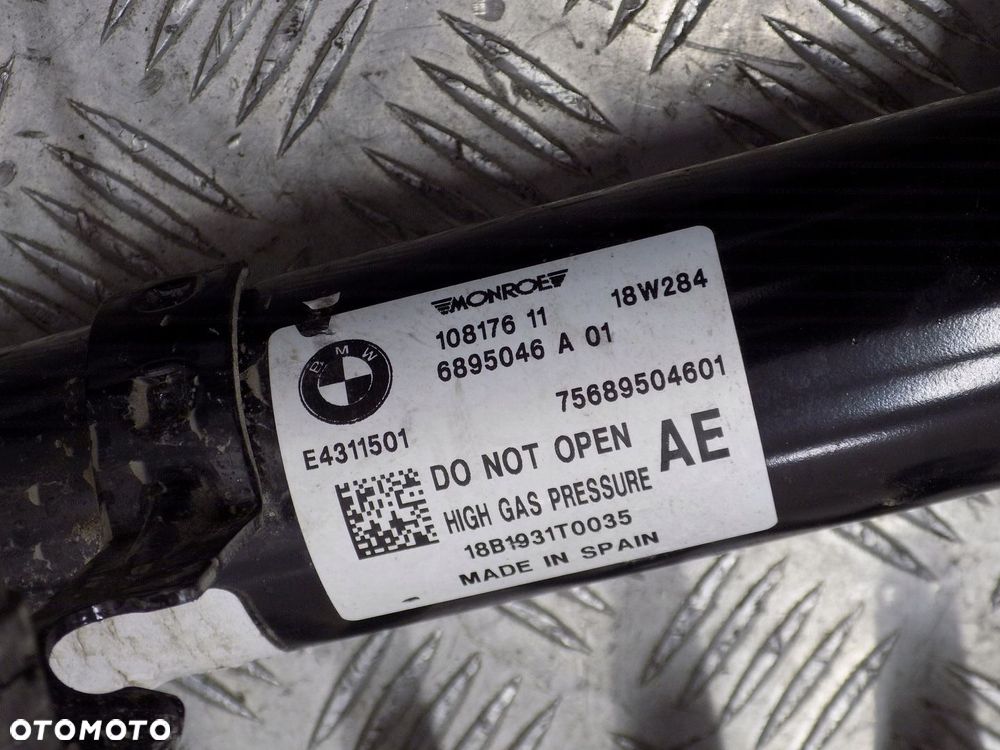 MONROE
18W284
108176 11
6895046 A 01
BMW
75689504601
E4311501
DO NOT OPEN
AE
HIGH GAS PRESSURE
18B1931T0035
MADE IN SPAIN
OTOMOTO